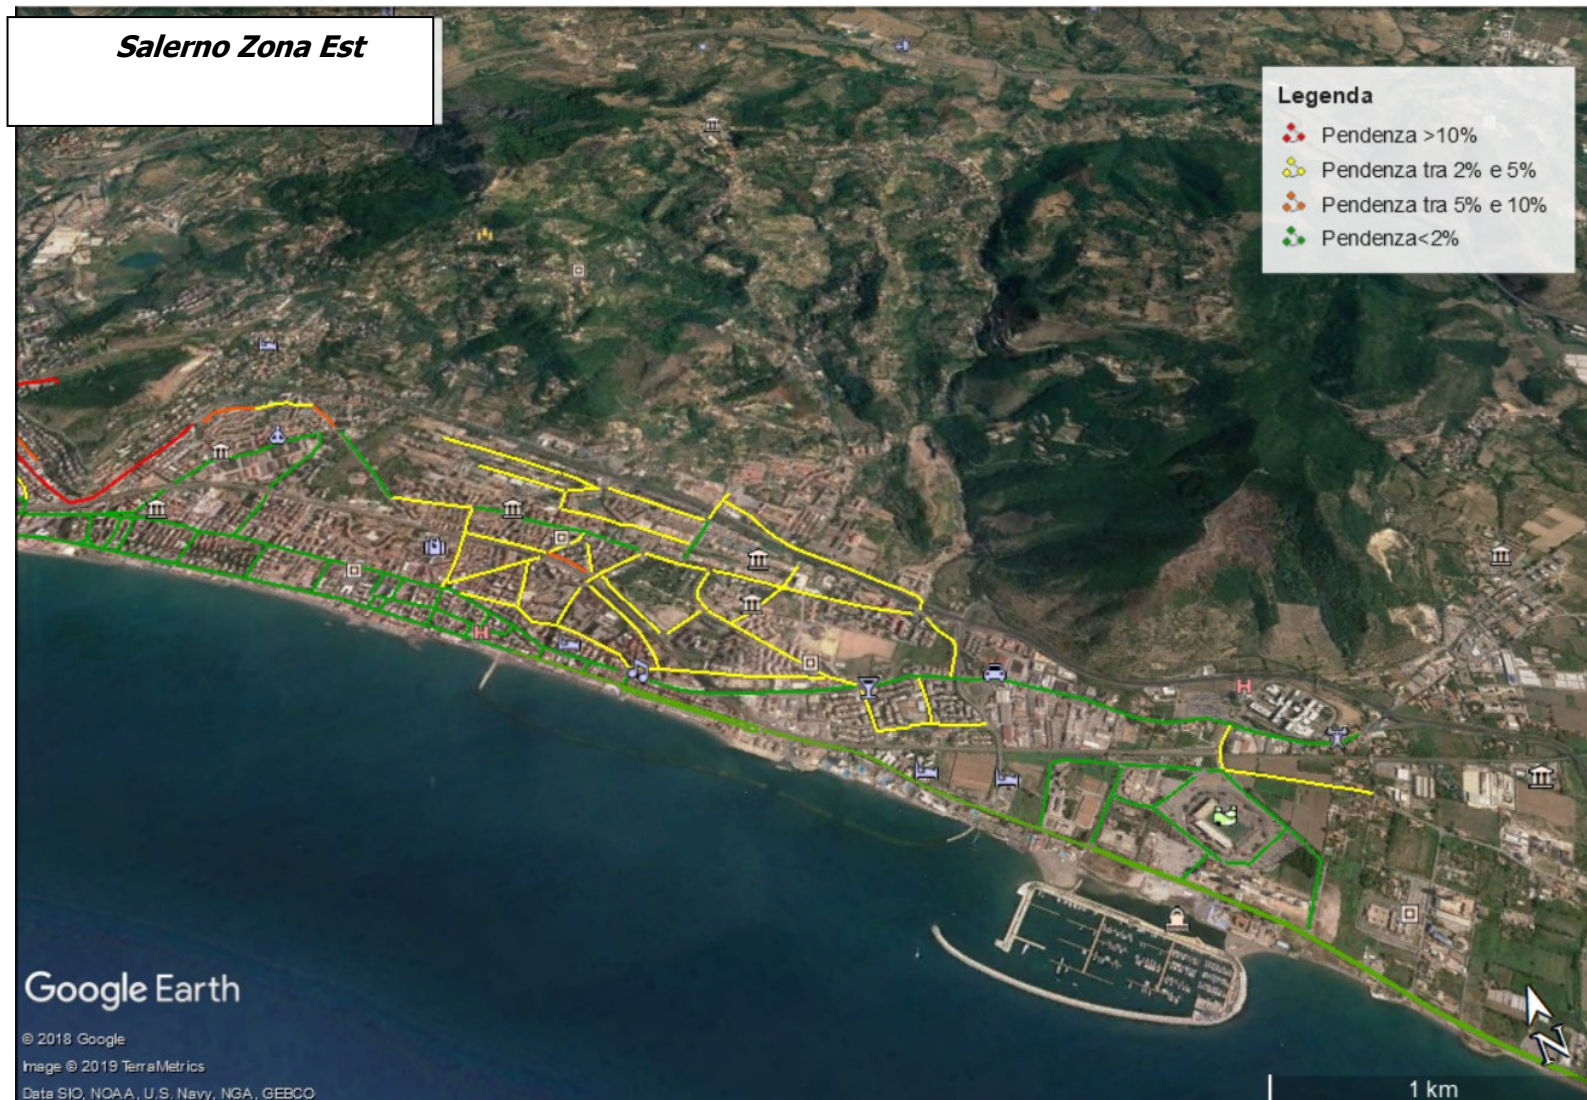 Salerno Zona Est
Legenda
Pendenza >10%
Pendenza tra 2% e 5%
Pendenza tra 5% e 10%
Pendenza<2%
H
H
Google Earth
© 2018 Google
Image © 2019 TerraMetrics
Data SIO, NOAA, U.S. Navy, NGA, GEBCO
N
1 km